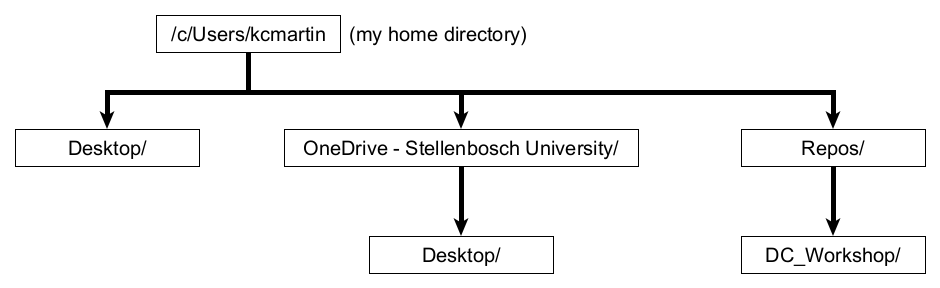 /c/Users/kcmartin (my home directory)
Desktop/ OneDrive - Stellenbosch University/ Repos/
Desktop/ DC_Workshop/